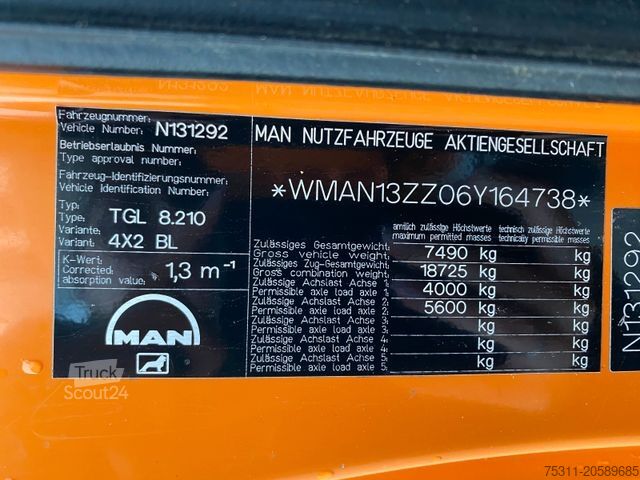 Fahrzeugnummer:
Vehicle Number: N131292
Betriebserlaubnis Nummer:
Type approval number:
Fahrzeug-Identifizierungsnummer:
Vehicle Identification Number:
Typ:
Type: TGL 8.210
Variante:
Variant: 4X2 BL
K-Wert:
Corrected absorption value: 1,3 m⁻¹
MAN
MAN NUTZFAHRZEUGE AKTIENGESELLSCHAFT
*WMAN13ZZ06Y164738*
amtlich zulässige Höchstwerte technisch zulässige Höchstwerte
maximum permitted masses technically permitted masses
Zulässiges Gesamtgewicht:
Gross vehicle weight: 7490 kg kg
Zulässiges Zug-Gesamtgewicht:
Gross combination weight: 18725 kg kg
Zulässige Achslast Achse 1:
Permissible axle load axle 1: 4000 kg kg
Zulässige Achslast Achse 2:
Permissible axle load axle 2: 5600 kg kg
Zulässige Achslast Achse 3:
Permissible axle load axle 3: kg kg
Zulässige Achslast Achse 4:
Permissible axle load axle 4: kg kg
Zulässige Achslast Achse 5:
Permissible axle load axle 5: kg kg
N131292
Truck
Scout24
75311-20589685